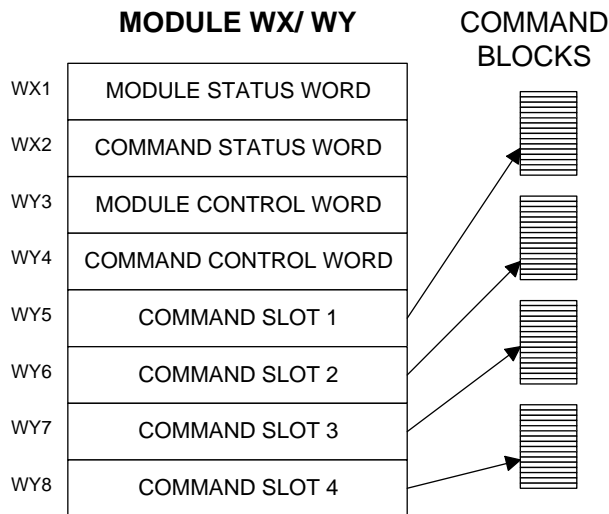 MODULE WX/ WY
COMMAND
BLOCKS
WX1 MODULE STATUS WORD
WX2 COMMAND STATUS WORD
WY3 MODULE CONTROL WORD
WY4 COMMAND CONTROL WORD
WY5 COMMAND SLOT 1
WY6 COMMAND SLOT 2
WY7 COMMAND SLOT 3
WY8 COMMAND SLOT 4